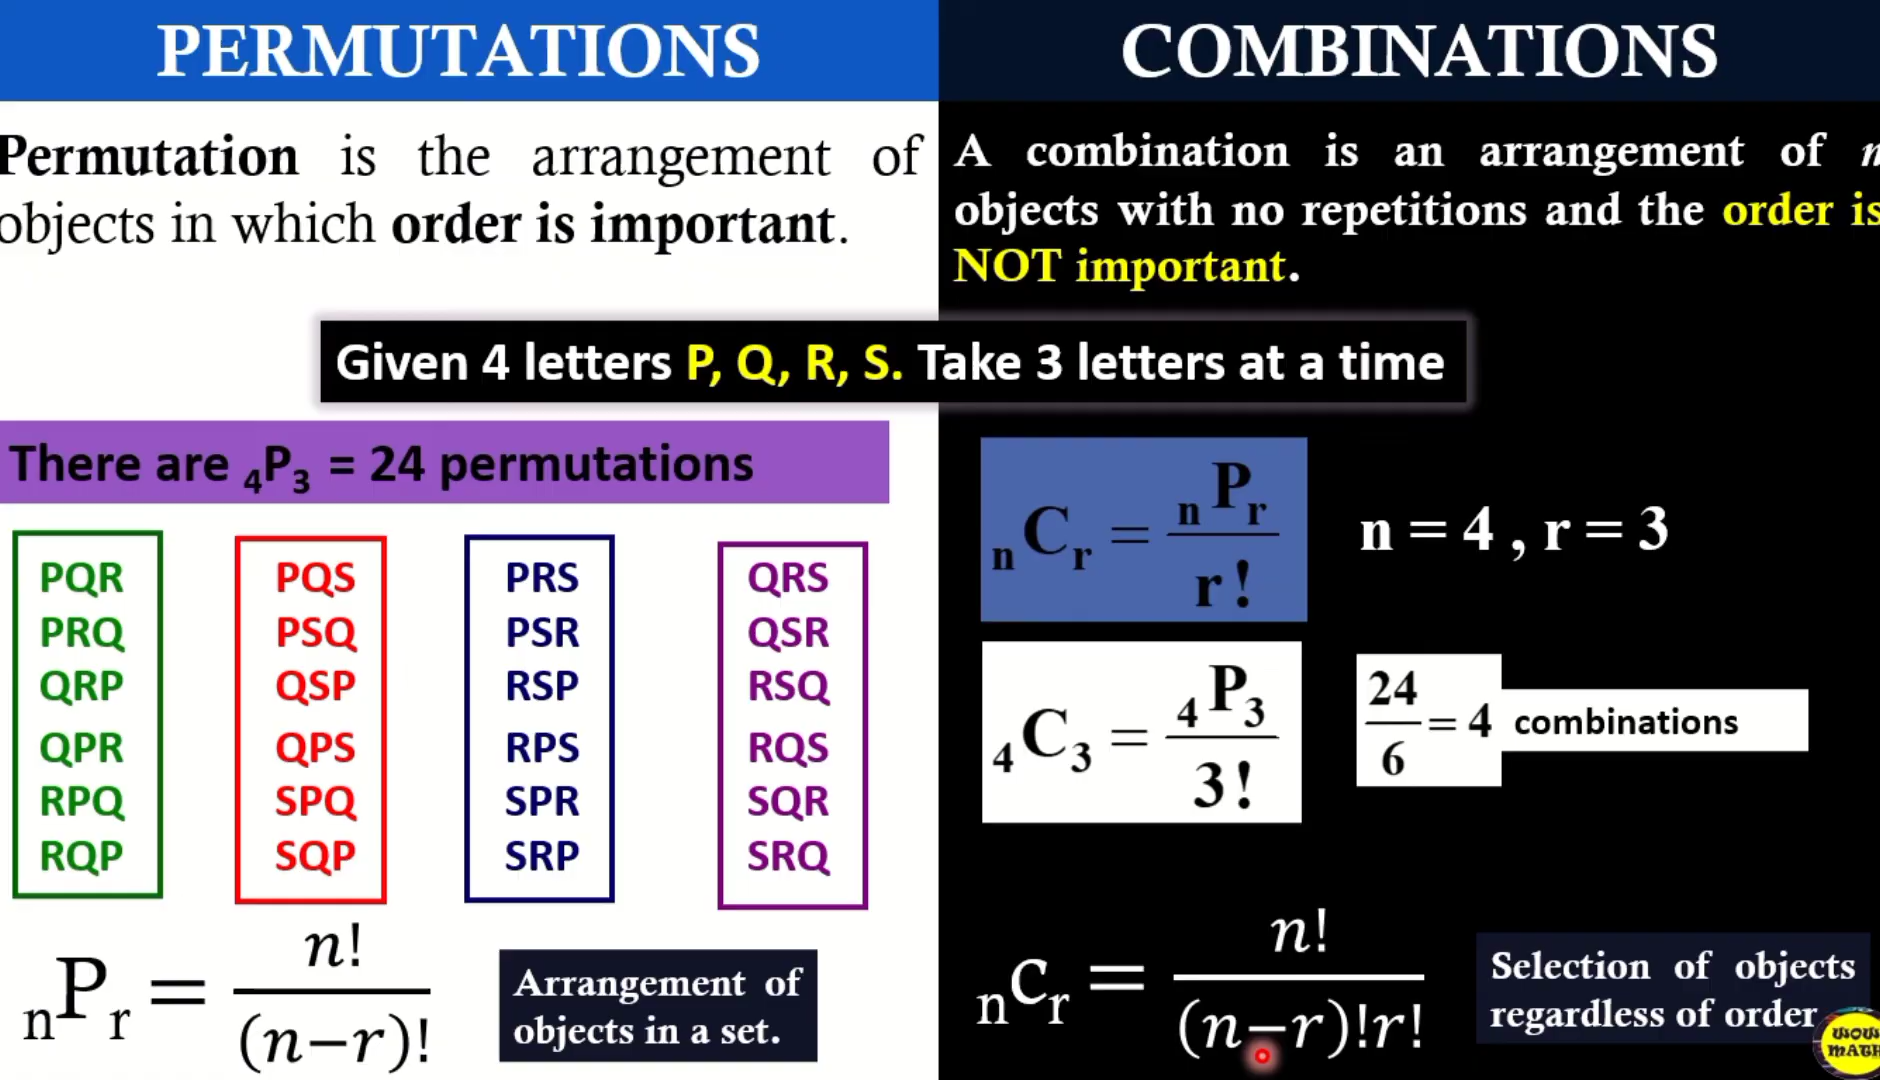 PERMUTATIONS
Permutation is the arrangement of
objects in which order is important.
COMBINATIONS
A combination is an arrangement of n
objects with no repetitions and the order is
NOT important.
Given 4 letters P, Q, R, S. Take 3 letters at a time
There are ₄P₃ = 24 permutations
PQR
PRQ
QRP
QPR
RPQ
RQP
PQS
PSQ
QSP
QPS
SPQ
SQP
PRS
PSR
RSP
RPS
SPR
SRP
QRS
QSR
RSQ
RQS
SQR
SRQ
nPr = n! / (n−r)!
Arrangement of
objects in a set.
nCr = nPr / r!
n = 4 , r = 3
₄C₃ = ₄P₃ / 3!
24 / 6 = 4 combinations
nCr = n! / (n−r)!r!
Selection of objects
regardless of order
WOW
MATH